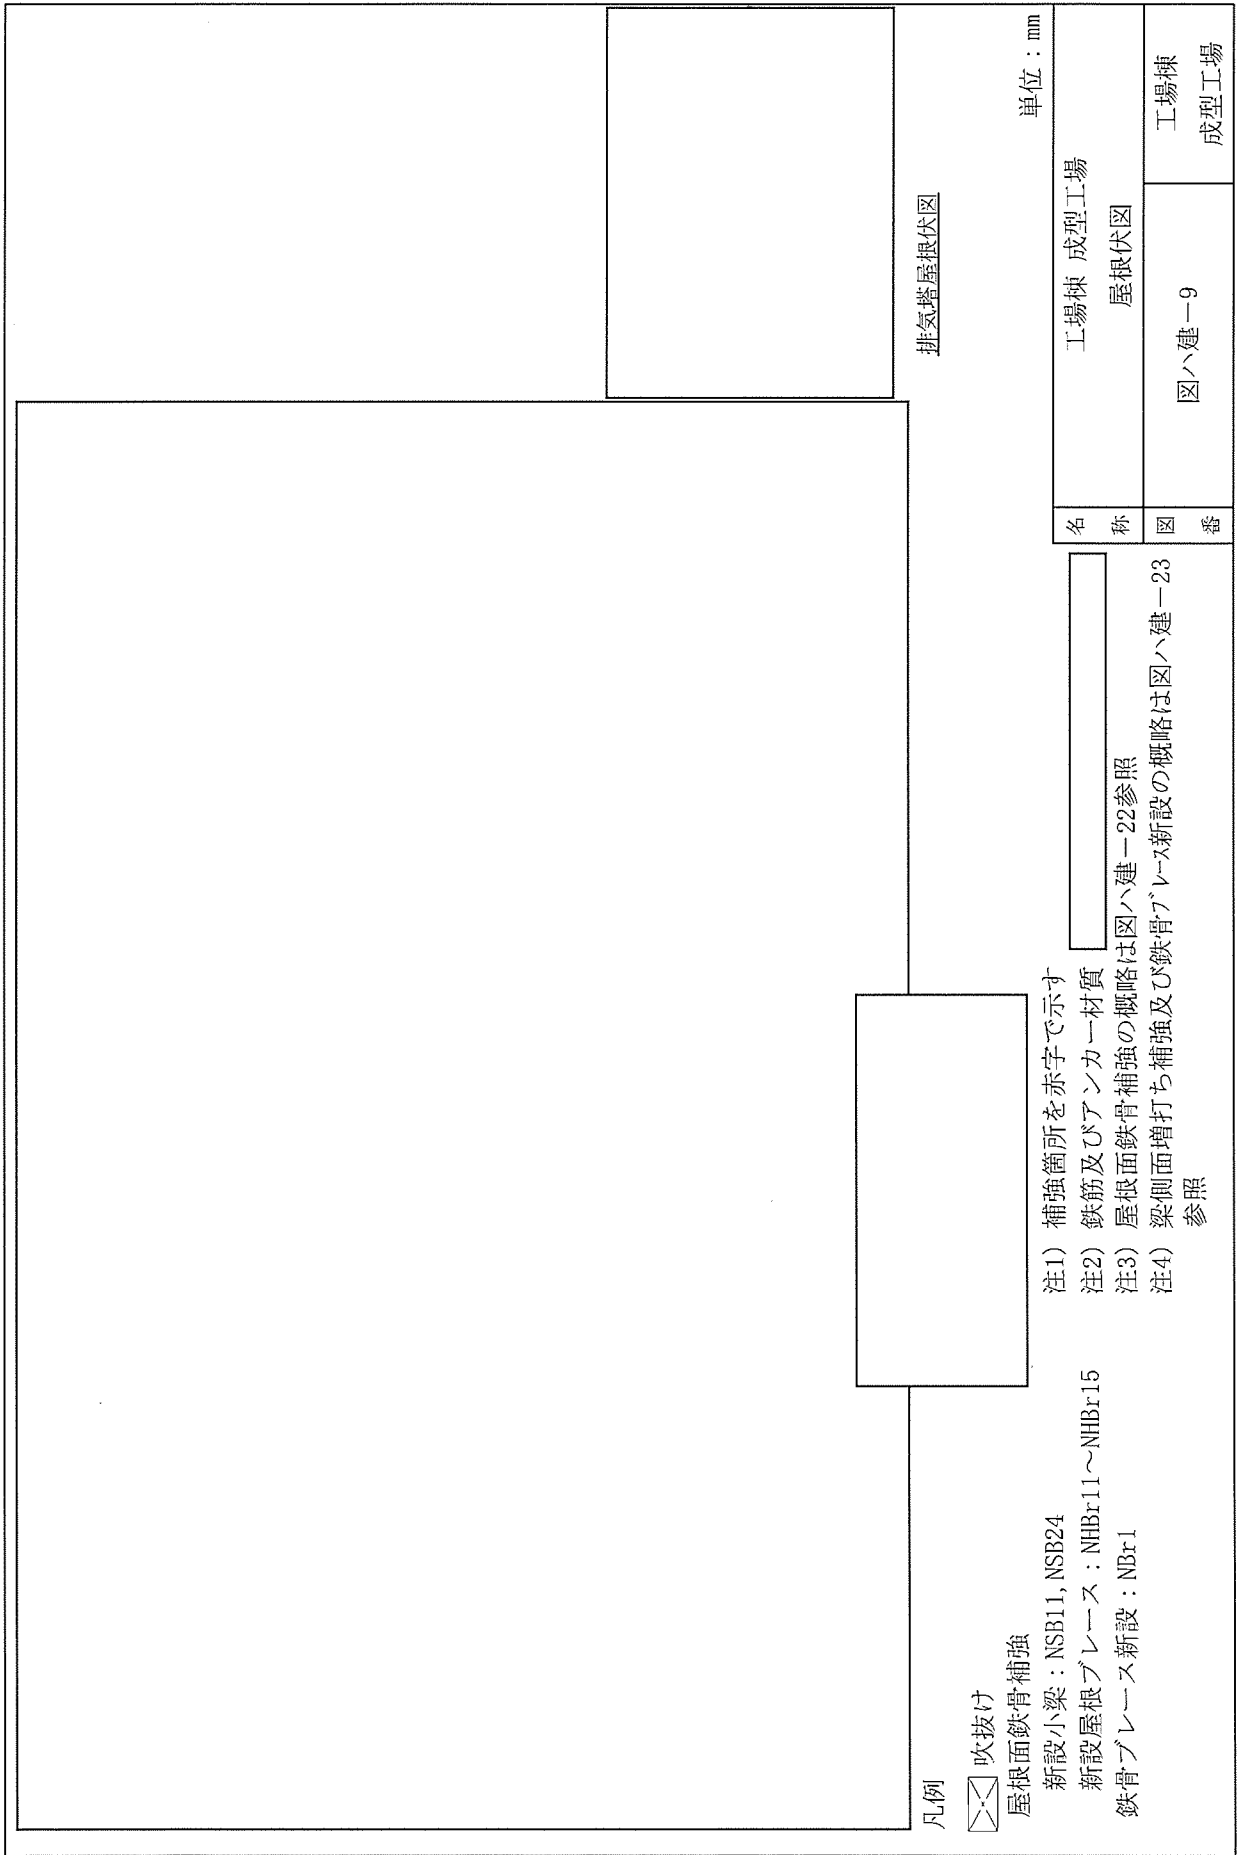 排気塔屋根伏図
単位：mm
凡例
吹抜け
屋根面鉄骨補強
新設小梁：NSB11, NSB24
新設屋根ブレース：NHBr11～NHBr15
鉄骨ブレース新設：NBr1
注1） 補強箇所を赤字で示す
注2） 鉄筋及びアンカー材質
注3） 屋根面鉄骨補強の概略は図ハ建－22参照
注4） 梁側面増打ち補強及び鉄骨ブレース新設の概略は図ハ建－23
参照
名称
工場棟 成型工場
屋根伏図
図番
図ハ建－9
工場棟
成型工場